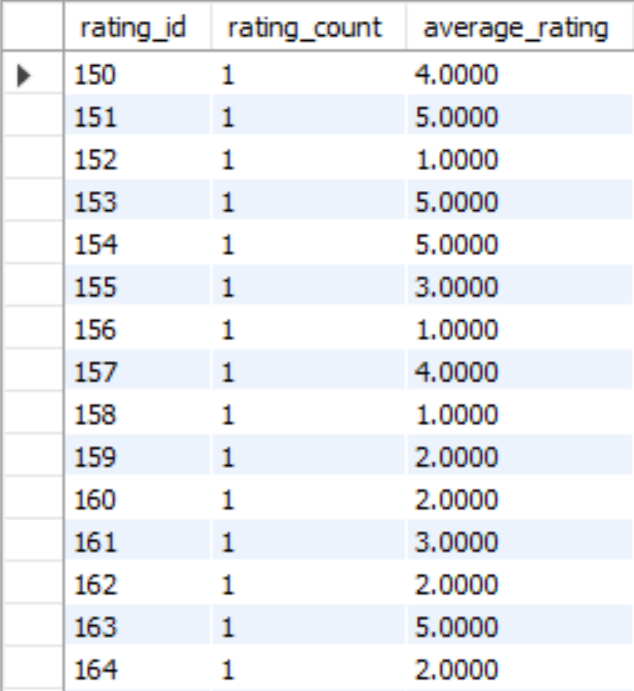 rating_id rating_count average_rating
150 1 4.0000
151 1 5.0000
152 1 1.0000
153 1 5.0000
154 1 5.0000
155 1 3.0000
156 1 1.0000
157 1 4.0000
158 1 1.0000
159 1 2.0000
160 1 2.0000
161 1 3.0000
162 1 2.0000
163 1 5.0000
164 1 2.0000